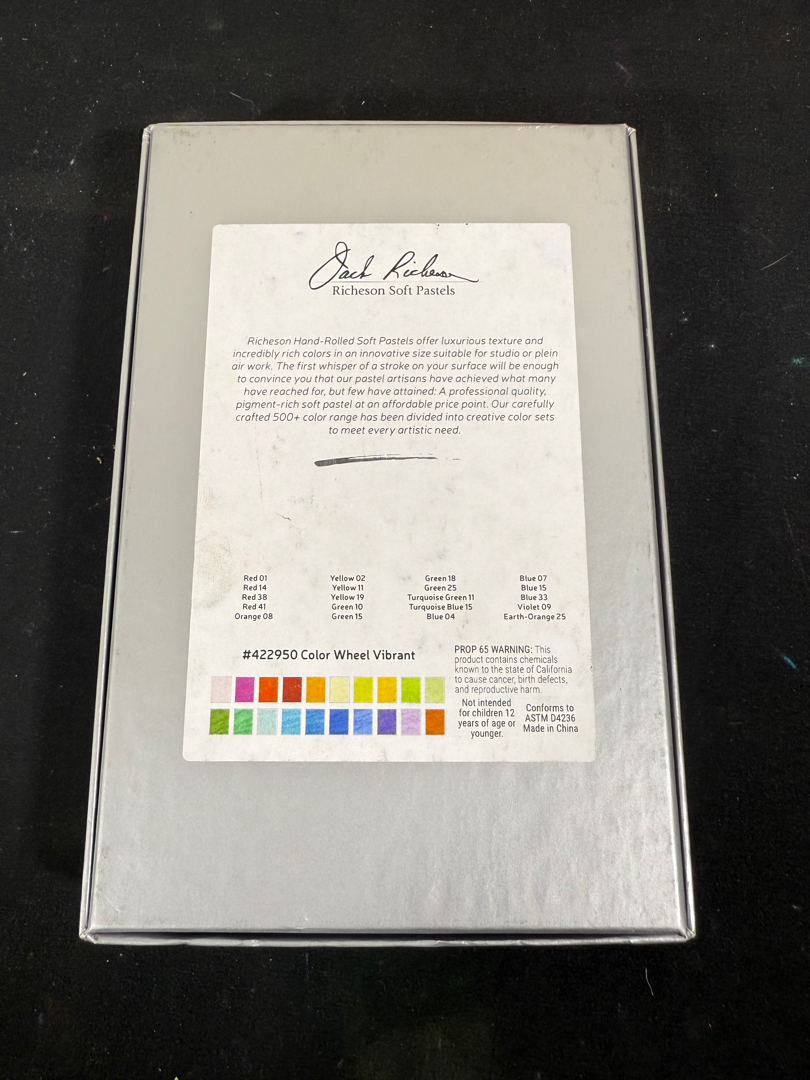 Jack Richeson
Richeson Soft Pastels
Richeson Hand-Rolled Soft Pastels offer luxurious texture and
incredibly rich colors in an innovative size suitable for studio or plein
air work. The first whisper of a stroke on your surface will be enough
to convince you that our pastel artisans have achieved what many
have reached for, but few have attained: A professional quality,
pigment-rich soft pastel at an affordable price point. Our carefully
crafted 500+ color range has been divided into creative color sets
to meet every artistic need.
Red 01
Red 14
Red 38
Red 41
Orange 08
Yellow 02
Yellow 11
Yellow 19
Green 10
Green 15
Green 18
Green 25
Turquoise Green 11
Turquoise Blue 15
Blue 04
Blue 07
Blue 15
Blue 33
Violet 09
Earth-Orange 25
#422950 Color Wheel Vibrant
PROP 65 WARNING: This
product contains chemicals
known to the state of California
to cause cancer, birth defects,
and reproductive harm.
Not intended
for children 12
years of age or
younger.
Conforms to
ASTM D4236
Made in China